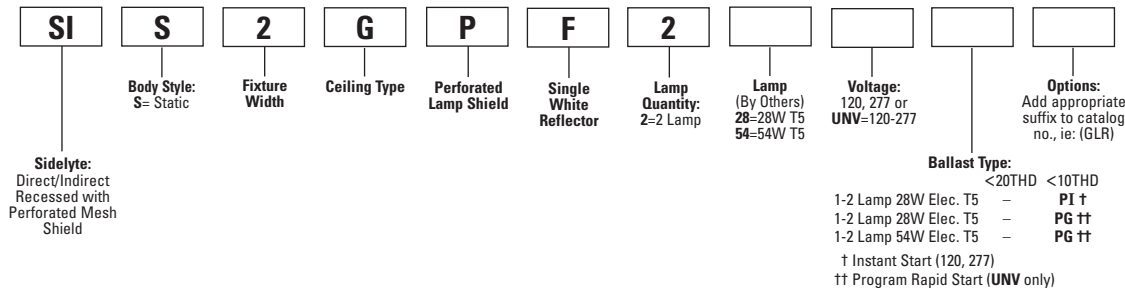 SI S 2 G P F 2
Body Style:
S= Static
Fixture
Width
Ceiling Type
Perforated
Lamp Shield
Single
White
Reflector
Lamp
Quantity:
2=2 Lamp
Lamp
(By Others)
28=28W T5
54=54W T5
Voltage:
120, 277 or
UNV=120-277
Options:
Add appropriate
suffix to catalog
no., ie: (GLR)
Sidelyte:
Direct/Indirect
Recessed with
Perforated Mesh
Shield
Ballast Type:
<20THD <10THD
1-2 Lamp 28W Elec. T5 – PI †
1-2 Lamp 28W Elec. T5 – PG ††
1-2 Lamp 54W Elec. T5 – PG ††
† Instant Start (120, 277)
†† Program Rapid Start (UNV only)